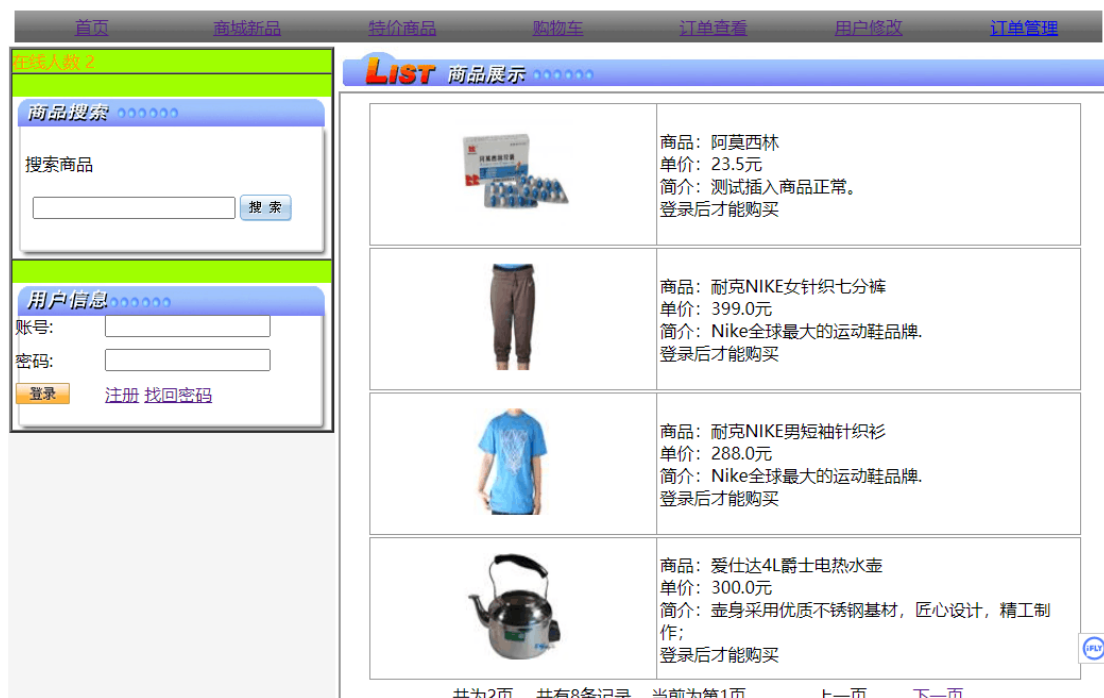 首页 商城新品 特价商品 购物车 订单查看 用户修改 订单管理
在线人数 2
商品搜索
搜索商品
搜 索
用户信息
账号:
密码:
登录 注册 找回密码
LIST 商品展示
商品：阿莫西林
单价：23.5元
简介：测试插入商品正常。
登录后才能购买
商品：耐克NIKE女针织七分裤
单价：399.0元
简介：Nike全球最大的运动鞋品牌.
登录后才能购买
商品：耐克NIKE男短袖针织衫
单价：288.0元
简介：Nike全球最大的运动鞋品牌.
登录后才能购买
商品：爱仕达4L爵士电热水壶
单价：300.0元
简介：壶身采用优质不锈钢基材，匠心设计，精工制
作；
登录后才能购买
共为2页 共有8条记录 当前为第1页 上一页 下一页
iFLY